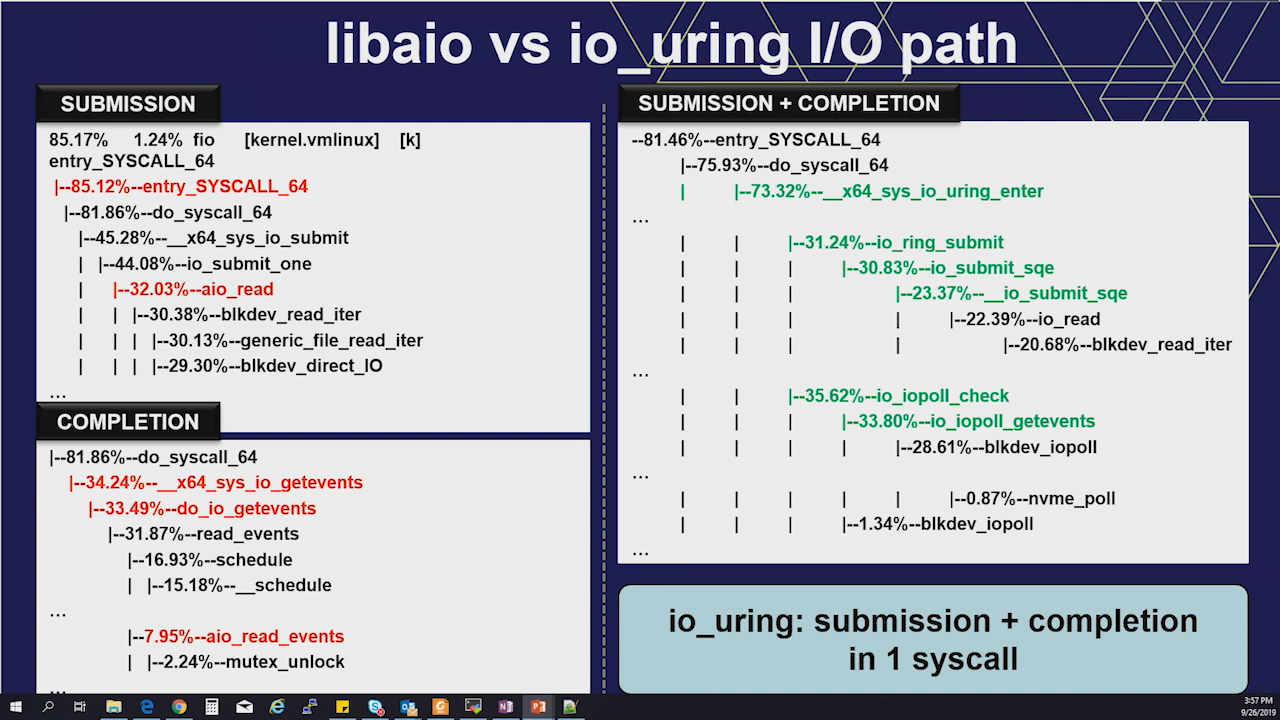 libaio vs io_uring I/O path
SUBMISSION
85.17% 1.24% fio [kernel.vmlinux] [k]
entry_SYSCALL_64
|--85.12%--entry_SYSCALL_64
|--81.86%--do_syscall_64
|--45.28%--__x64_sys_io_submit
| |--44.08%--io_submit_one
| |--32.03%--aio_read
| | |--30.38%--blkdev_read_iter
| | | |--30.13%--generic_file_read_iter
| | | |--29.30%--blkdev_direct_IO
...
COMPLETION
|--81.86%--do_syscall_64
|--34.24%--__x64_sys_io_getevents
|--33.49%--do_io_getevents
|--31.87%--read_events
|--16.93%--schedule
| |--15.18%--__schedule
...
|--7.95%--aio_read_events
| |--2.24%--mutex_unlock
...
SUBMISSION + COMPLETION
--81.46%--entry_SYSCALL_64
|--75.93%--do_syscall_64
| |--73.32%--__x64_sys_io_uring_enter
...
| | |--31.24%--io_ring_submit
| | | |--30.83%--io_submit_sqe
| | | |--23.37%--__io_submit_sqe
| | | | |--22.39%--io_read
| | | | |--20.68%--blkdev_read_iter
...
| | |--35.62%--io_iopoll_check
| | | |--33.80%--io_iopoll_getevents
| | | | |--28.61%--blkdev_iopoll
...
| | | | | |--0.87%--nvme_poll
| | | |--1.34%--blkdev_iopoll
...
io_uring: submission + completion
in 1 syscall
3:57 PM
9/26/2019